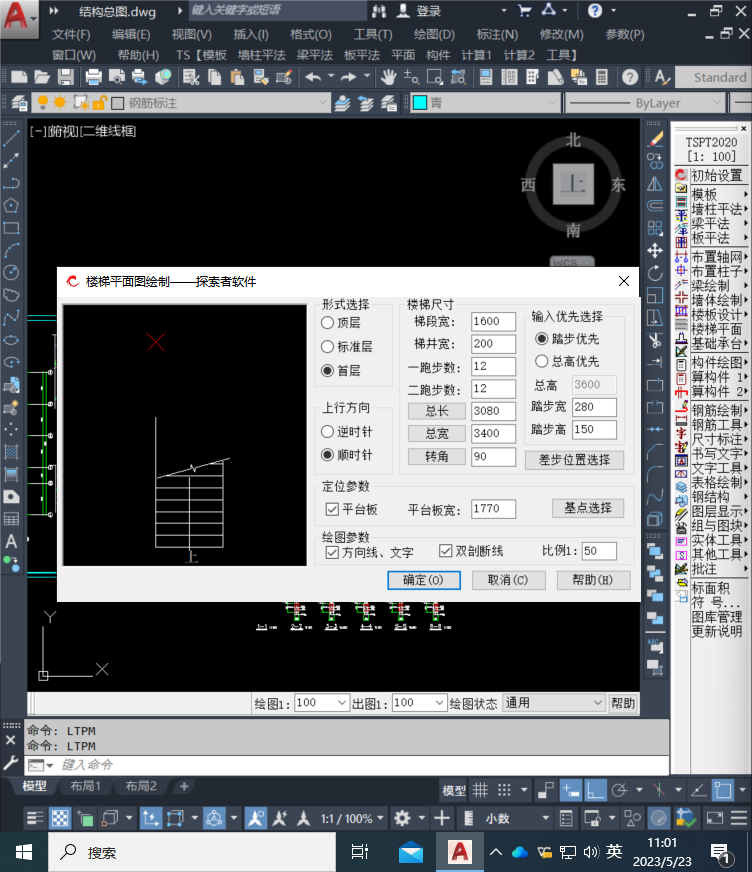 结构总图.dwg
键入关键字或短语
登录
文件(F) 编辑(E) 视图(V) 插入(I) 格式(O) 工具(T) 绘图(D) 标注(N) 修改(M) 参数(P)
窗口(W) 帮助(H) TS【模板 墙柱平法 梁平法 板平法 平面 构件 计算1 计算2 工具】
Standard
钢筋标注
青
ByLayer
[−][俯视][二维线框]
北
西 上 东
南
WCS
TSPT2020
[1: 100]
初始设置
模板
墙柱平法
梁平法
板平法
布置轴网
布置柱子
梁绘制
墙体绘制
楼板设计
楼梯平面
基础承台
构件绘图
算构件 1
算构件 2
钢筋绘制
钢筋工具
尺寸标注
书写文字
文字工具
表格绘制
钢结构
图层显示
组与图块
实体工具
其他工具
批注
标面积
符 号...
图库管理
更新说明
楼梯平面图绘制——探索者软件
形式选择
顶层
标准层
首层
上行方向
逆时针
顺时针
楼梯尺寸
梯段宽: 1600
梯井宽: 200
一跑步数: 12
二跑步数: 12
总长 3080
总宽 3400
转角 90
输入优先选择
踏步优先
总高优先
总高 3600
踏步宽 280
踏步高 150
差步位置选择
定位参数
平台板 平台板宽: 1770 基点选择
绘图参数
方向线、文字 双剖断线 比例1: 50
确定(O) 取消(C) 帮助(H)
上
Y
X
绘图1: 100 出图1: 100 绘图状态 通用 帮助
命令: LTPM
命令: LTPM
键入命令
模型 布局1 布局2 +
模型
1:1 / 100% 小数
搜索
英
11:01
2023/5/23
1